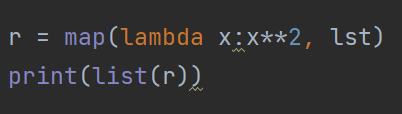 r = map(lambda x:x**2, lst)
print(list(r))